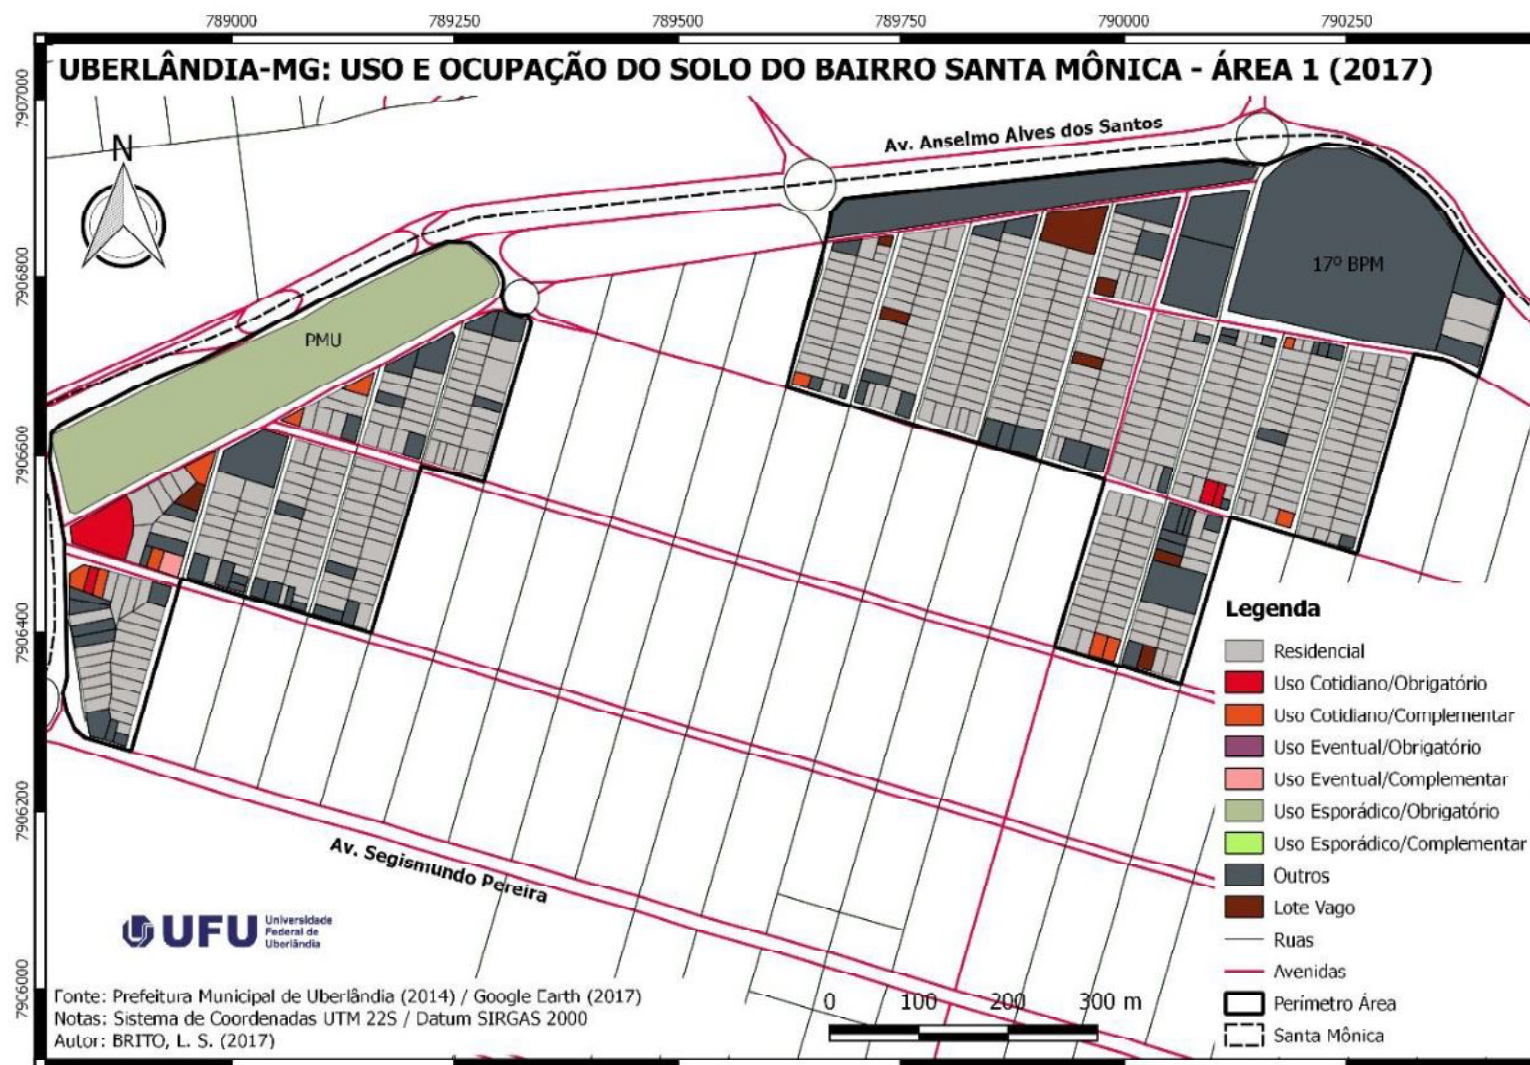 789000 789250 789500 789750 790000 790250
UBERLÂNDIA-MG: USO E OCUPAÇÃO DO SOLO DO BAIRRO SANTA MÔNICA - ÁREA 1 (2017)
7907000
N
Av. Anselmo Alves dos Santos
7906800
17º BPM
PMU
7906600
7906400
Legenda
Residencial
Uso Cotidiano/Obrigatório
Uso Cotidiano/Complementar
Uso Eventual/Obrigatório
Uso Eventual/Complementar
Uso Esporádico/Obrigatório
Uso Esporádico/Complementar
Outros
Lote Vago
Ruas
Avenidas
Perímetro Área
Santa Mônica
7906200
Av. Segismundo Pereira
UFU Universidade
Federal de
Uberlândia
7906000
Fonte: Prefeitura Municipal de Uberlândia (2014) / Google Earth (2017)
Notas: Sistema de Coordenadas UTM 22S / Datum SIRGAS 2000
Autor: BRITO, L. S. (2017)
0 100 200 300 m